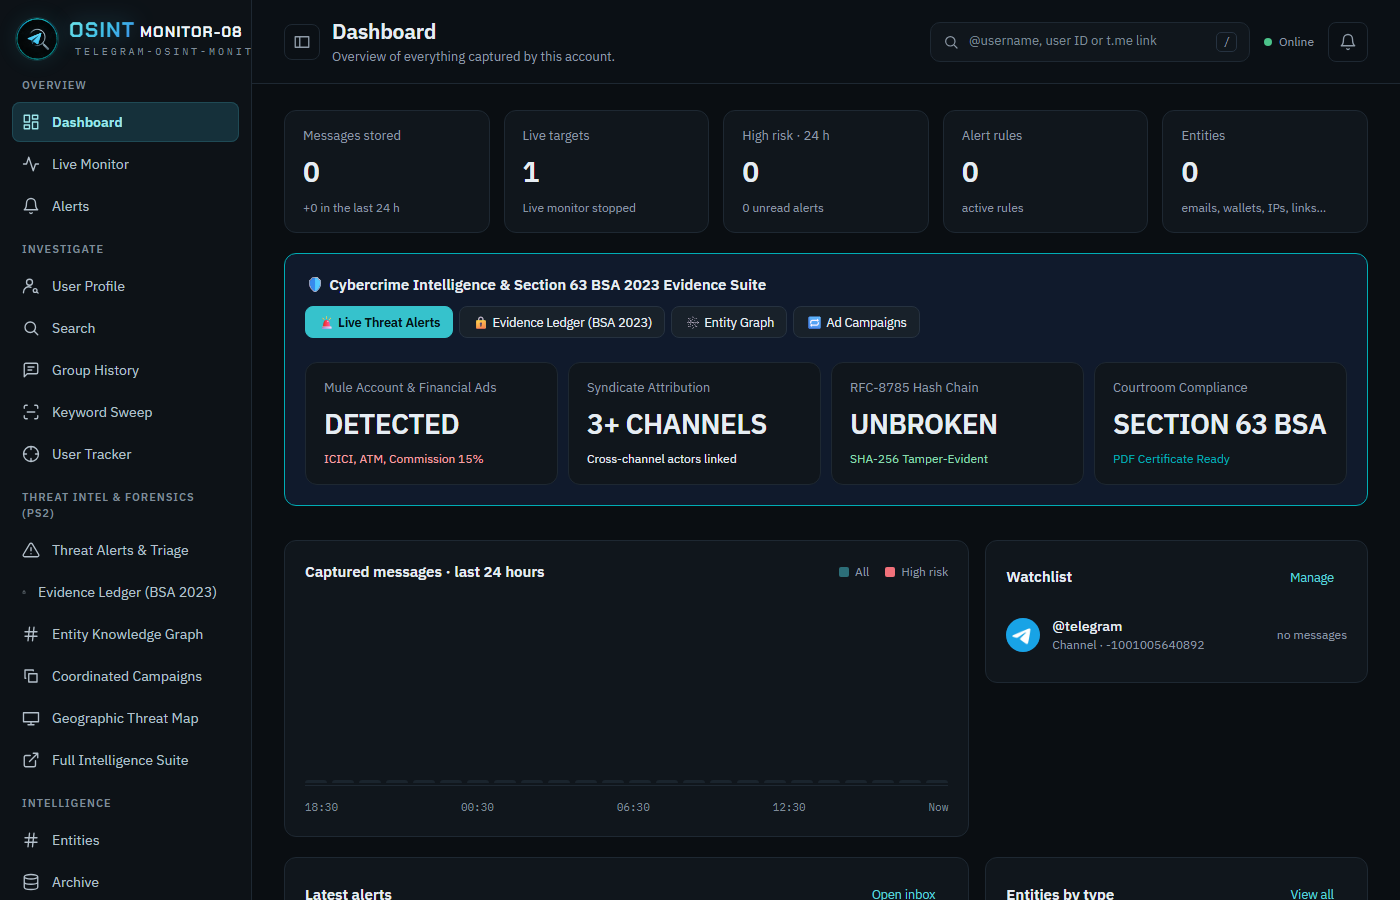 OSINT MONITOR-08
TELEGRAM-OSINT-MONIT
OVERVIEW
Dashboard
Live Monitor
Alerts
INVESTIGATE
User Profile
Search
Group History
Keyword Sweep
User Tracker
THREAT INTEL & FORENSICS
(PS2)
Threat Alerts & Triage
Evidence Ledger (BSA 2023)
Entity Knowledge Graph
Coordinated Campaigns
Geographic Threat Map
Full Intelligence Suite
INTELLIGENCE
Entities
Archive
Dashboard
Overview of everything captured by this account.
@username, user ID or t.me link /
Online
Messages stored
0
+0 in the last 24 h
Live targets
1
Live monitor stopped
High risk · 24 h
0
0 unread alerts
Alert rules
0
active rules
Entities
0
emails, wallets, IPs, links...
Cybercrime Intelligence & Section 63 BSA 2023 Evidence Suite
Live Threat Alerts
Evidence Ledger (BSA 2023)
Entity Graph
Ad Campaigns
Mule Account & Financial Ads
DETECTED
ICICI, ATM, Commission 15%
Syndicate Attribution
3+ CHANNELS
Cross-channel actors linked
RFC-8785 Hash Chain
UNBROKEN
SHA-256 Tamper-Evident
Courtroom Compliance
SECTION 63 BSA
PDF Certificate Ready
Captured messages · last 24 hours
All
High risk
18:30 00:30 06:30 12:30 Now
Watchlist
Manage
@telegram
Channel · -1001005640892
no messages
Latest alerts
Open inbox
Entities by type
View all